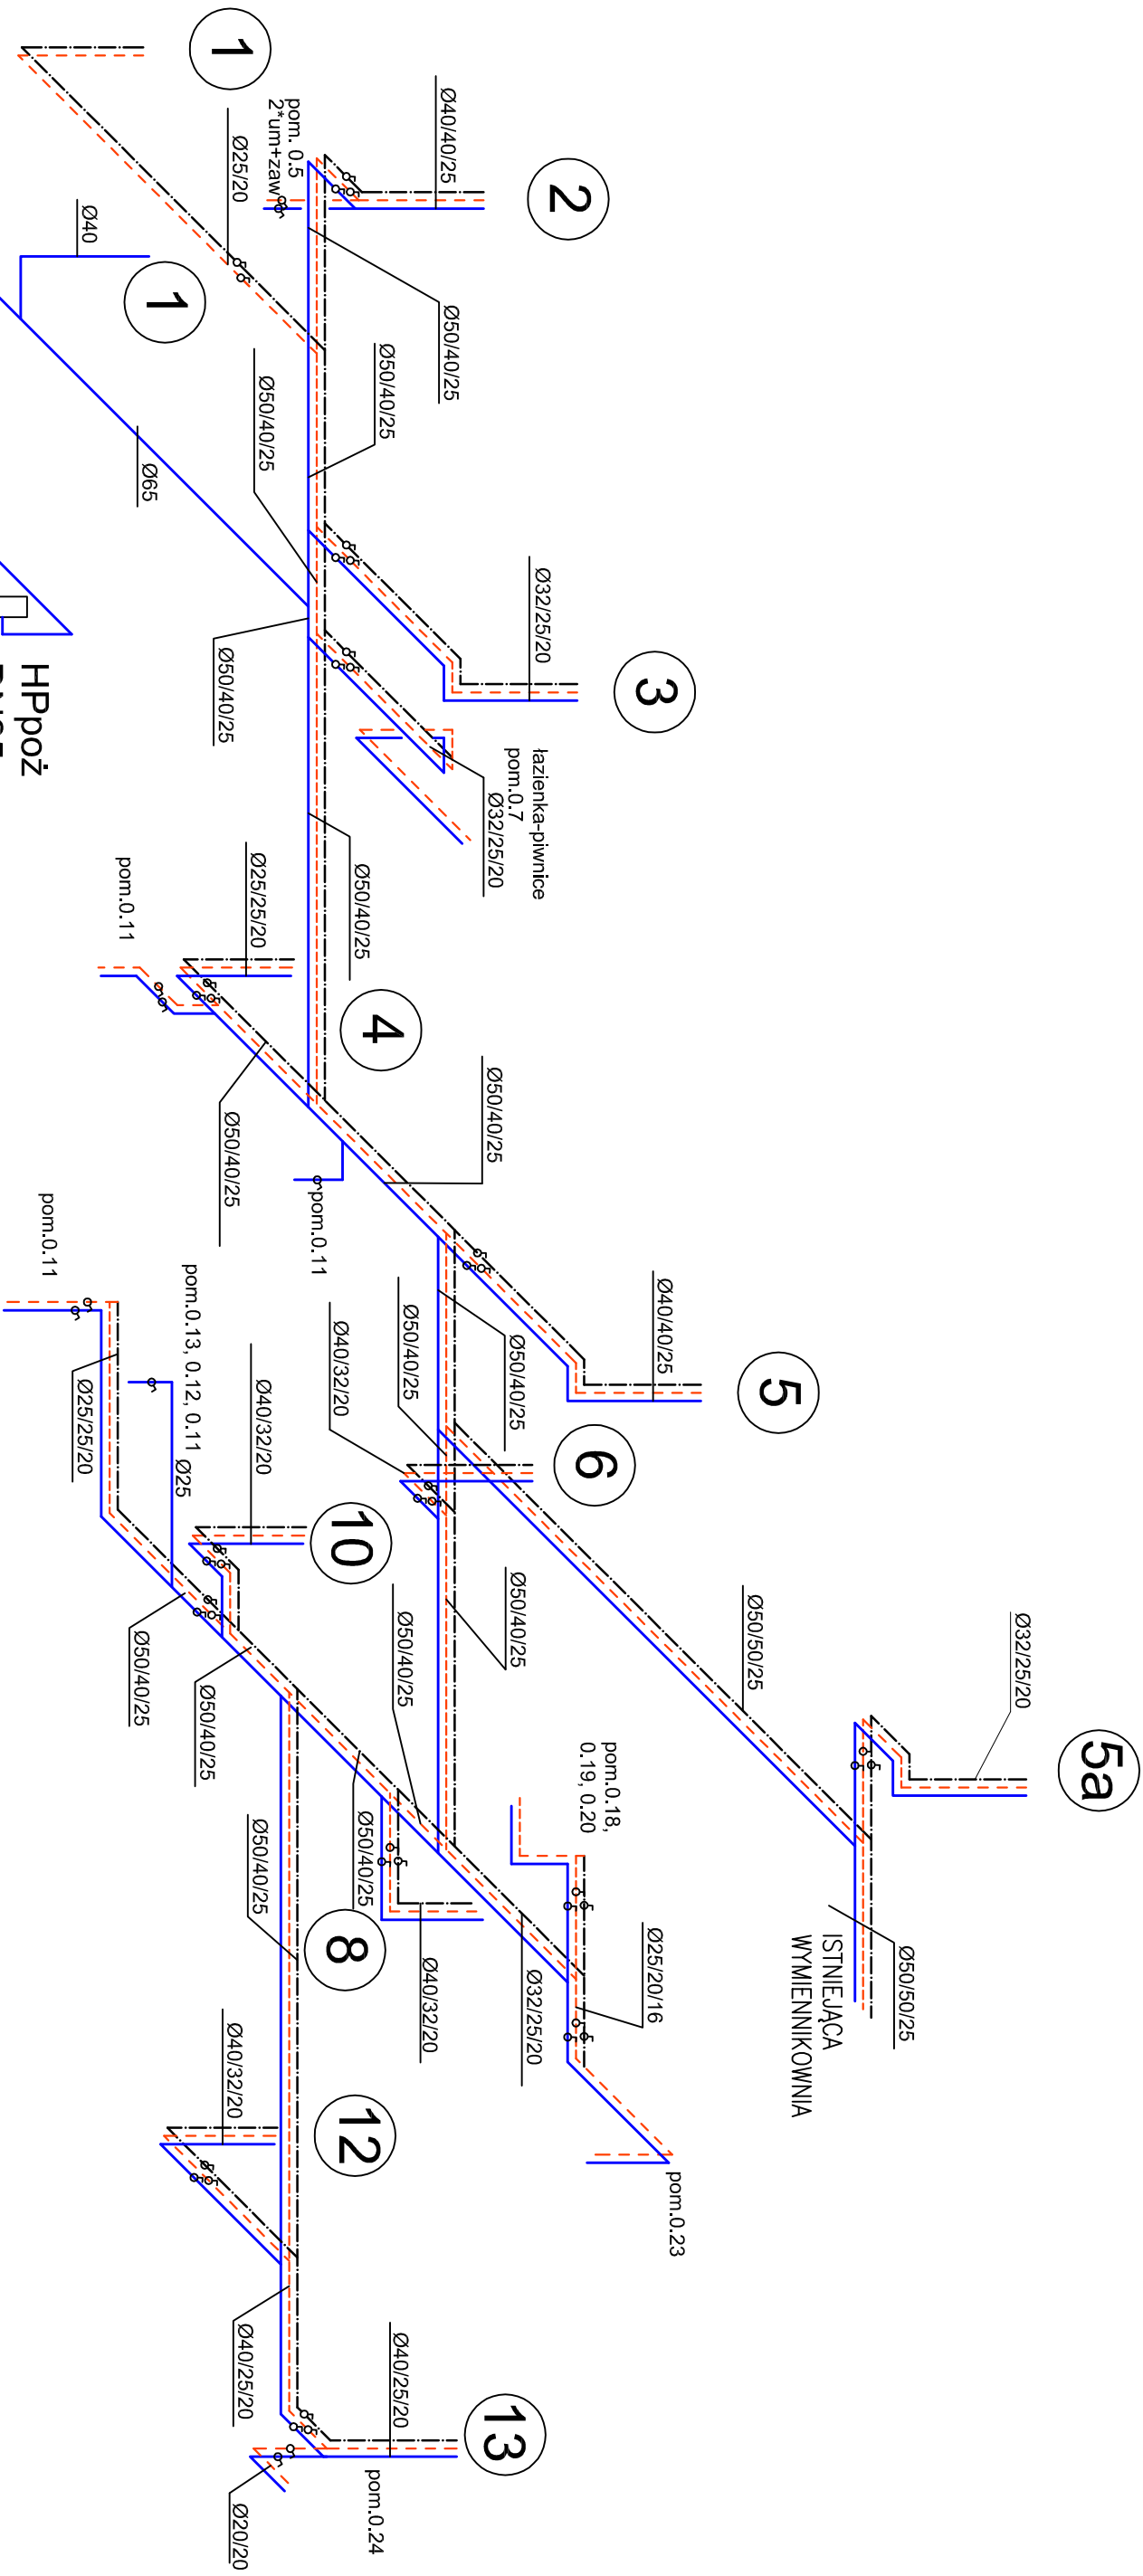 1
Ø25/20
pom. 0.5
2*um+zaw
Ø40/40/25
2
Ø40
1
Ø65
Ø50/40/25
Ø50/40/25
Ø50/40/25
Ø50/40/25
Ø32/25/20
3
HPpoż
łazienka-piwnice
pom.0.7
Ø32/25/20
Ø50/40/25
pom.0.11
Ø25/25/20
4
Ø50/40/25
Ø50/40/25
pom.0.11
Ø40/40/25
5
pom.0.11
Ø25/25/20
pom.0.13, 0.12, 0.11
Ø25
Ø40/32/20
Ø40/32/20
Ø50/40/25
Ø50/40/25
6
10
Ø50/40/25
Ø50/40/25
Ø50/40/25
Ø50/40/25
Ø50/50/25
Ø32/25/20
5a
Ø50/40/25
Ø50/40/25
8
Ø40/32/20
pom.0.18,
0.19, 0.20
Ø32/25/20
Ø25/20/16
ISTNIEJĄCA
WYMIENNIKOWNIA
Ø50/50/25
Ø40/32/20
12
pom.0.23
Ø40/25/20
Ø40/25/20
13
pom.0.24
Ø20/20